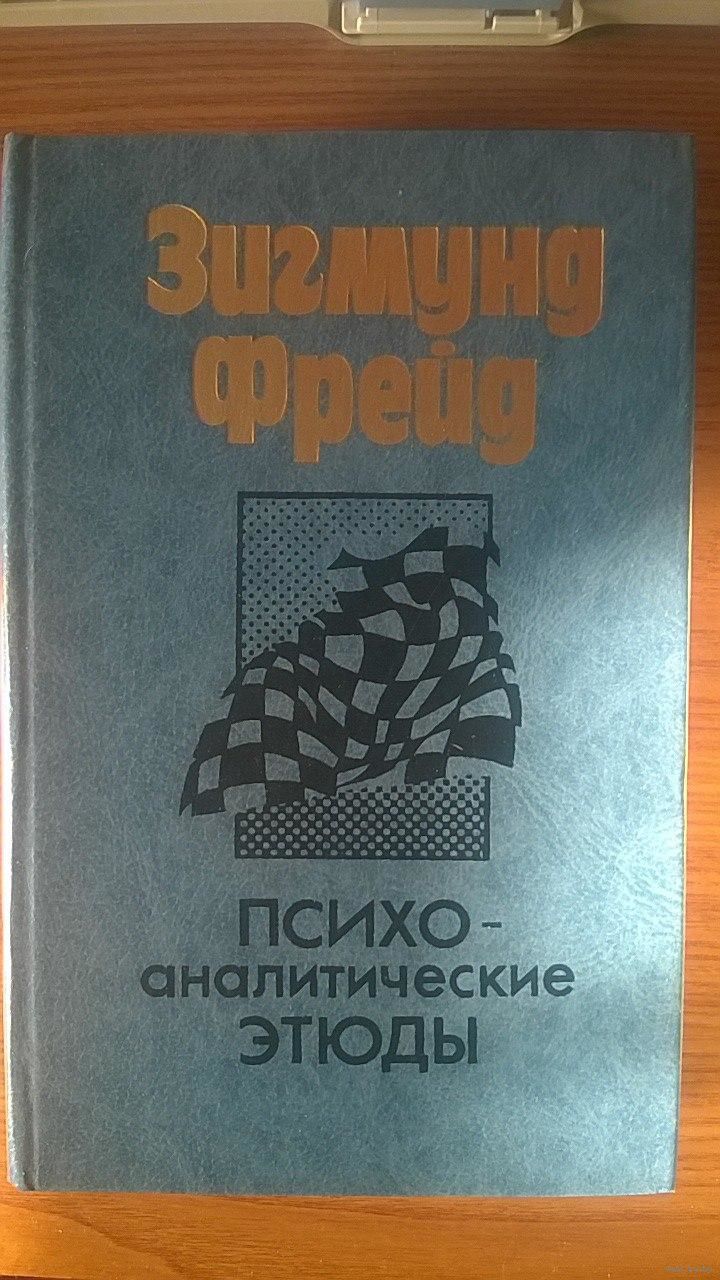 Зигмунд
Фрейд
ПСИХО-
аналитические
ЭТЮДЫ